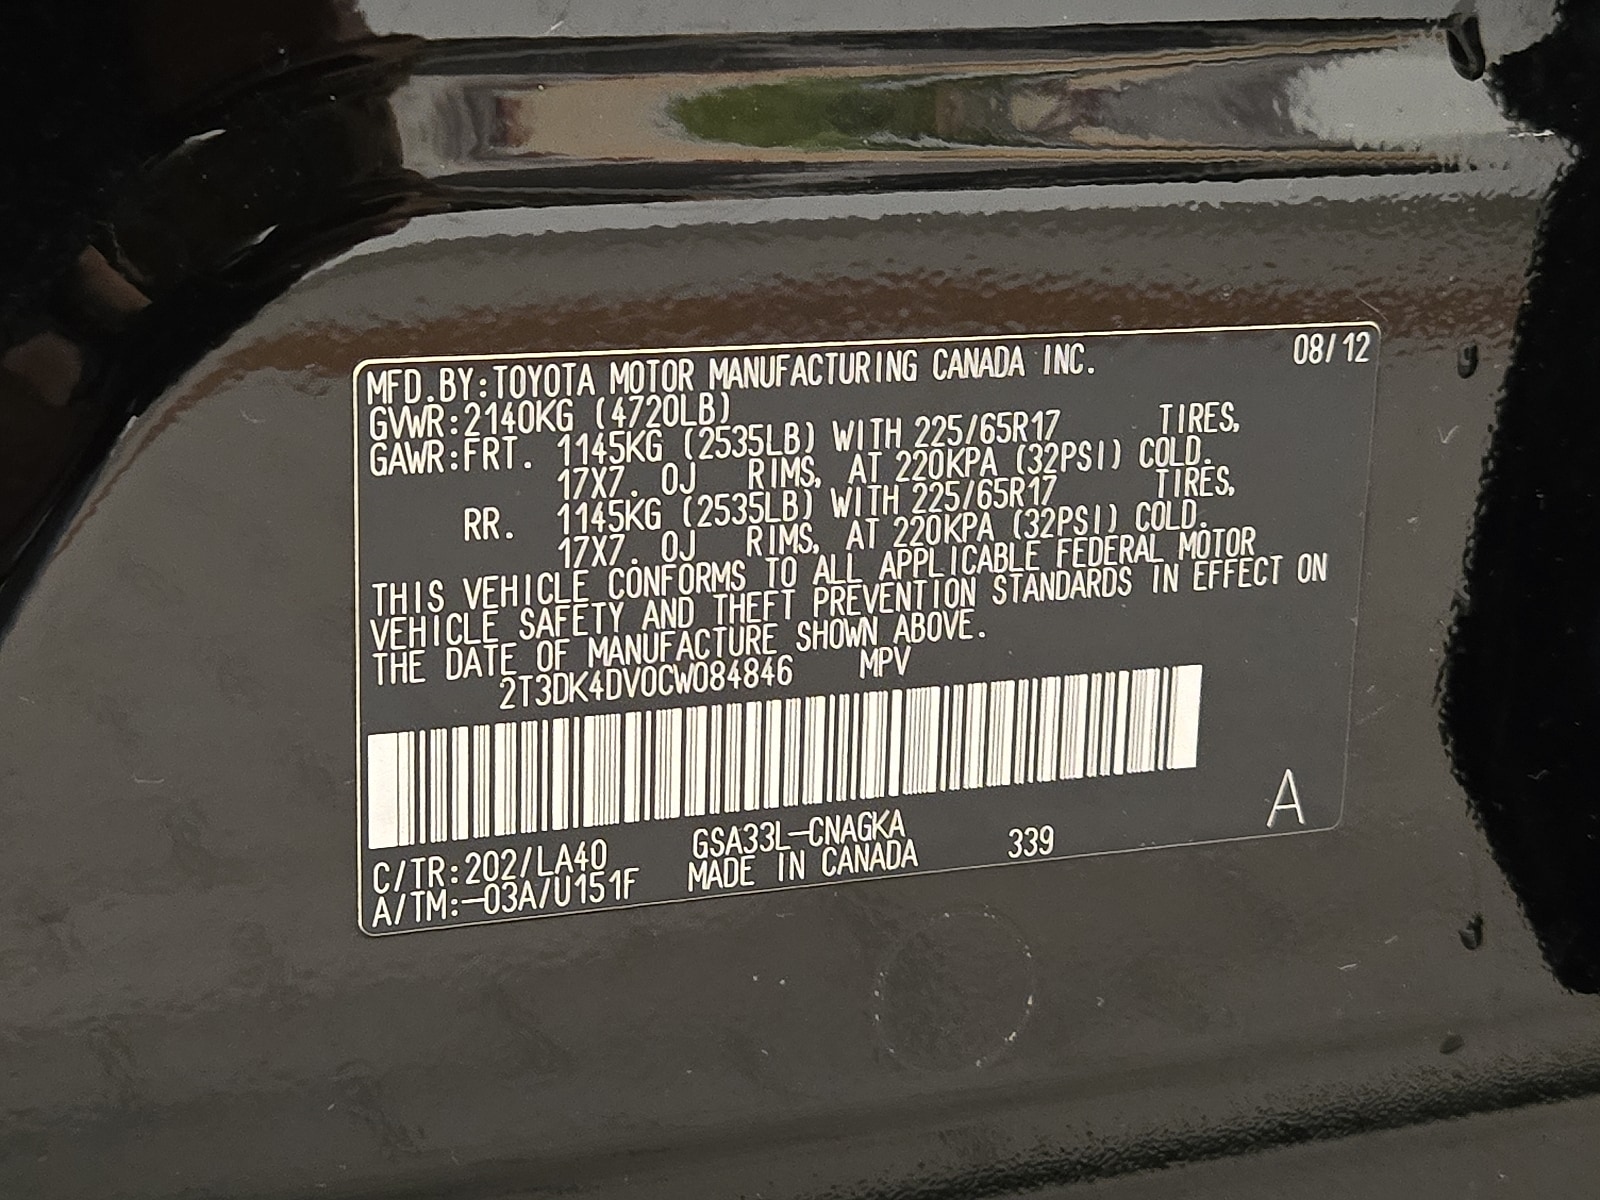 MFD.BY:TOYOTA MOTOR MANUFACTURING CANADA INC. 08/12
GVWR:2140KG (4720LB)
GAWR:FRT. 1145KG (2535LB) WITH 225/65R17 TIRES,
17X7.0J RIMS, AT 220KPA (32PSI) COLD.
RR. 1145KG (2535LB) WITH 225/65R17 TIRES,
17X7.0J RIMS, AT 220KPA (32PSI) COLD.
THIS VEHICLE CONFORMS TO ALL APPLICABLE FEDERAL MOTOR
VEHICLE SAFETY AND THEFT PREVENTION STANDARDS IN EFFECT ON
THE DATE OF MANUFACTURE SHOWN ABOVE.
2T3DK4DV0CW084846 MPV
C/TR:202/LA40 GSA33L-CNAGKA 339 A
A/TM:-03A/U151F MADE IN CANADA